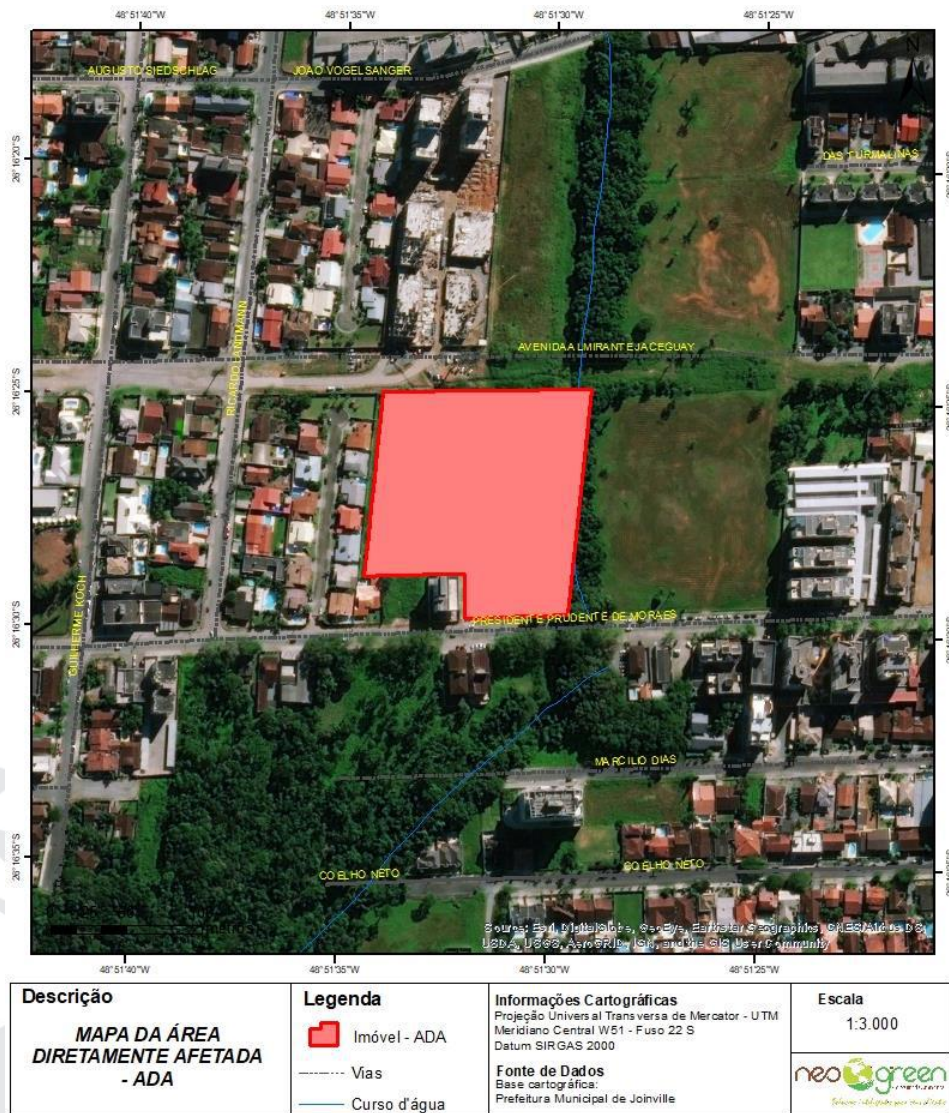 48°51'40"W 48°51'35"W 48°51'30"W 48°51'25"W
N
AUGUSTO SIEDSCHLAG
JOAO VOGELSANGER
DAS TURMALINAS
26°16'20"S
RICARDO LANDMANN
AVENIDA ALMIRANTE JACEGUAY
26°16'25"S
GUILHERME KOCH
PRESIDENTE PRUDENTE DE MORAES
26°16'30"S
MARCILIO DIAS
26°16'35"S
COELHO NETO
COELHO NETO
Source: Esri, DigitalGlobe, GeoEye, Earthstar Geographics, CNES/Airbus DS,
USDA, USGS, AeroGRID, IGN, and the GIS User Community
48°51'40"W 48°51'35"W 48°51'30"W 48°51'25"W
Descrição
MAPA DA ÁREA
DIRETAMENTE AFETADA
- ADA
Legenda
Imóvel - ADA
Vias
Curso d'água
Informações Cartográficas
Projeção Universal Transversa de Mercator - UTM
Meridiano Central W51 - Fuso 22 S
Datum SIRGAS 2000
Fonte de Dados
Base cartográfica:
Prefeitura Municipal de Joinville
Escala
1:3.000
neogreen